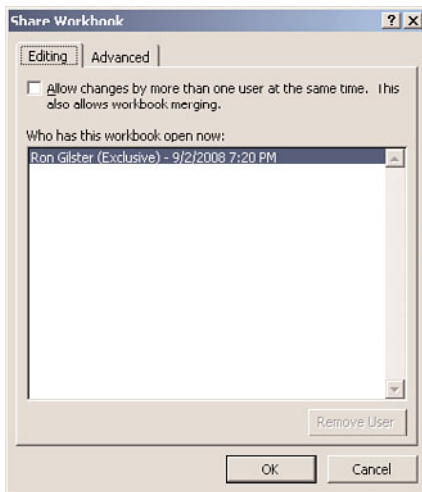 Share Workbook
Editing
Advanced
Allow changes by more than one user at the same time. This
also allows workbook merging.
Who has this workbook open now:
Ron Gilster (Exclusive) - 9/2/2008 7:20 PM
Remove User
OK
Cancel